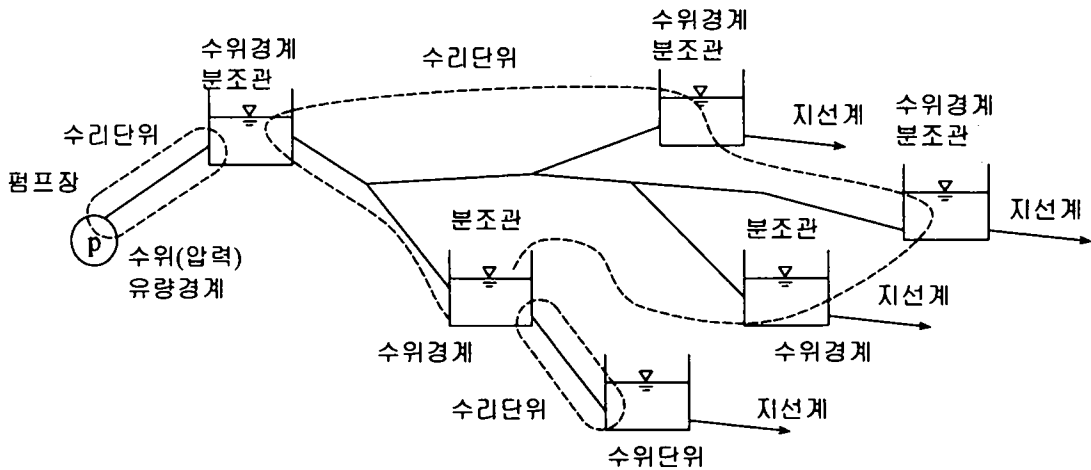 수위경계
분조관
수리단위
수위경계
분조관
수위경계
분조관
지선계
수리단위
펌프장
p
수위(압력)
유량경계
분조관
분조관
지선계
지선계
수위경계
수위경계
수리단위
지선계
수위단위